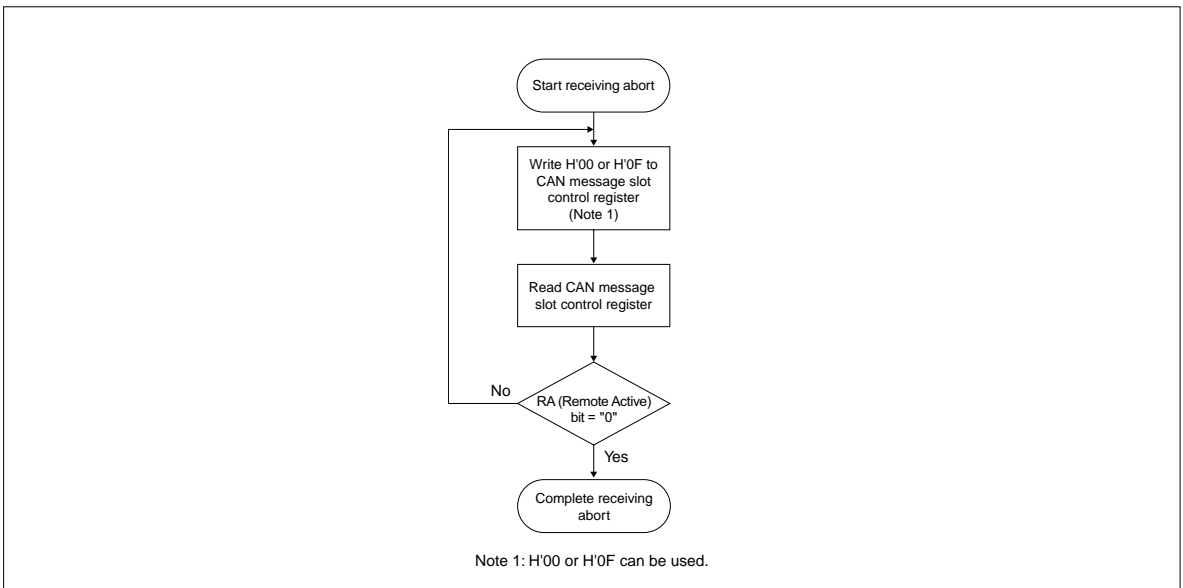 Start receiving abort
Write H'00 or H'0F to
CAN message slot
control register
(Note 1)
Read CAN message
slot control register
No
RA (Remote Active)
bit = "0"
Yes
Complete receiving
abort
Note 1: H'00 or H'0F can be used.